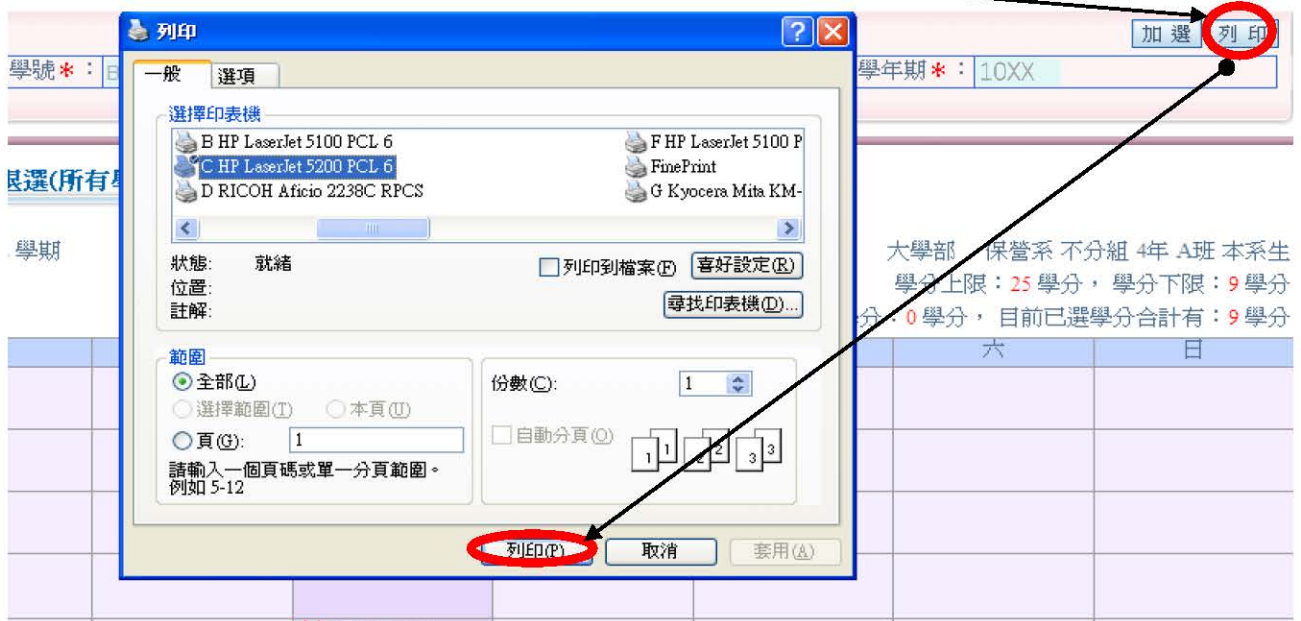 列印
加 選 列 印
學號＊： 學年期＊： 10XX
一般 選項
選擇印表機
B HP LaserJet 5100 PCL 6
C HP LaserJet 5200 PCL 6
D RICOH Aficio 2238C RPCS
F HP LaserJet 5100 P
FinePrint
G Kyocera Mita KM-
限選(所有
學期
狀態: 就緒
位置:
註解:
列印到檔案(F) 喜好設定(R)
尋找印表機(D)...
大學部 保營系 不分組 4年 A班 本系生
學分上限：25 學分， 學分下限：9 學分
分：0 學分， 目前已選學分合計有：9 學分
六 日
範圍
全部(L)
選擇範圍(T) 本頁(U)
頁(G): 1
請輸入一個頁碼或單一分頁範圍。
例如 5-12
份數(C): 1
自動分頁(O)
1 1 2 2 3 3
列印(P) 取消 套用(A)